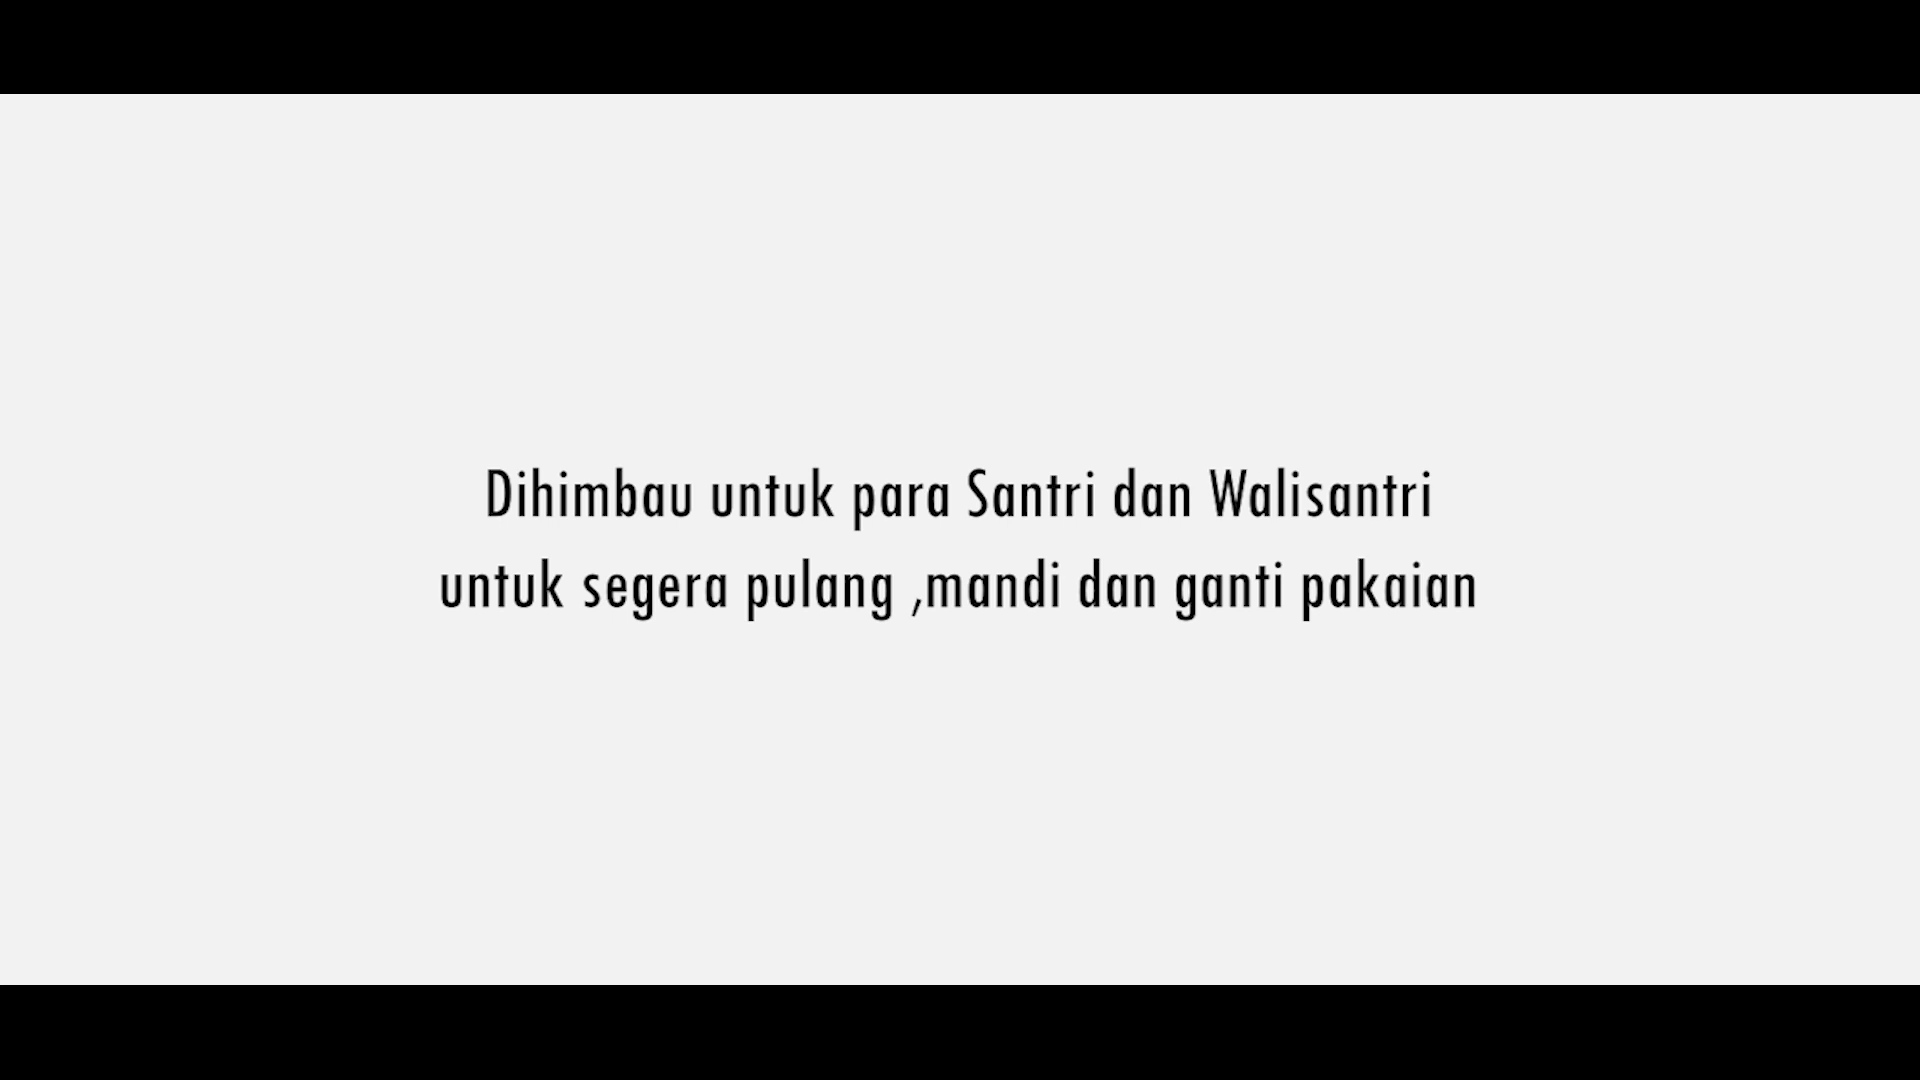 Dihimbau untuk para Santri dan Walisantri
untuk segera pulang ,mandi dan ganti pakaian